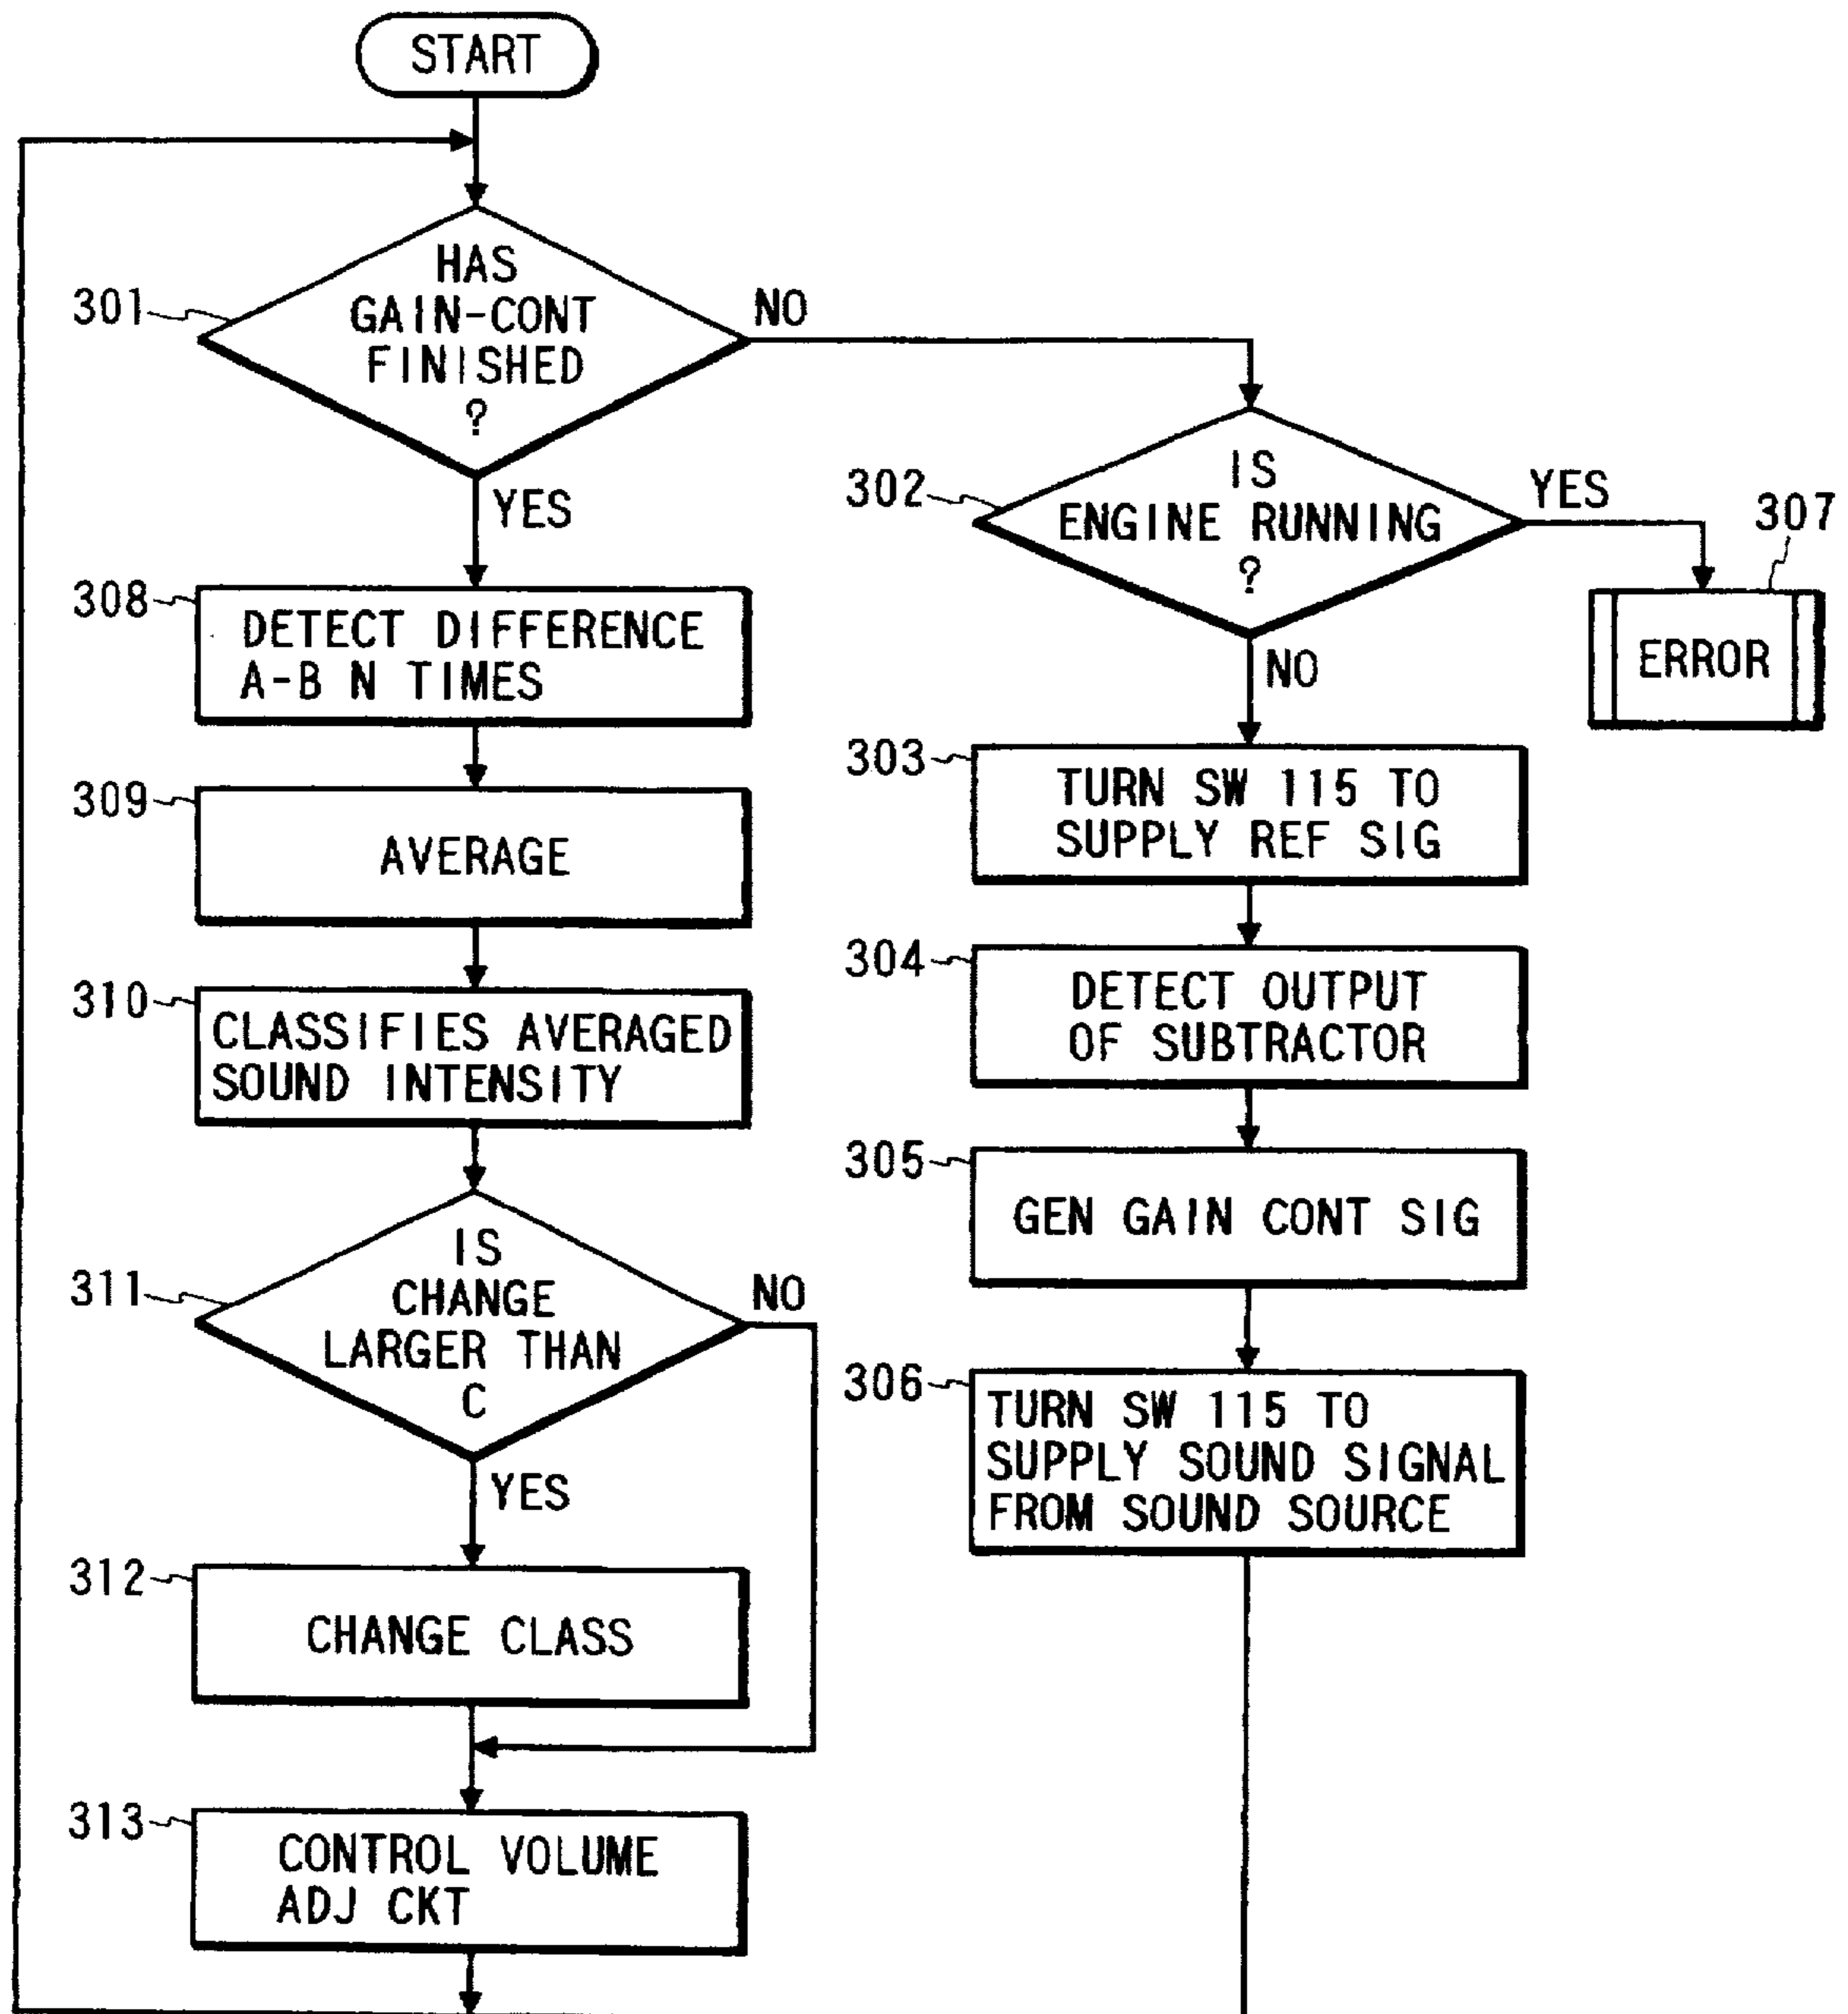 START
301
HAS
GAIN-CONT
FINISHED
?
NO
YES
302
IS
ENGINE RUNNING
?
YES
NO
307
ERROR
308
DETECT DIFFERENCE
A-B N TIMES
303
TURN SW 115 TO
SUPPLY REF SIG
309
AVERAGE
304
DETECT OUTPUT
OF SUBTRACTOR
310
CLASSIFIES AVERAGED
SOUND INTENSITY
305
GEN GAIN CONT SIG
311
IS
CHANGE
LARGER THAN
C
NO
YES
306
TURN SW 115 TO
SUPPLY SOUND SIGNAL
FROM SOUND SOURCE
312
CHANGE CLASS
313
CONTROL VOLUME
ADJ CKT